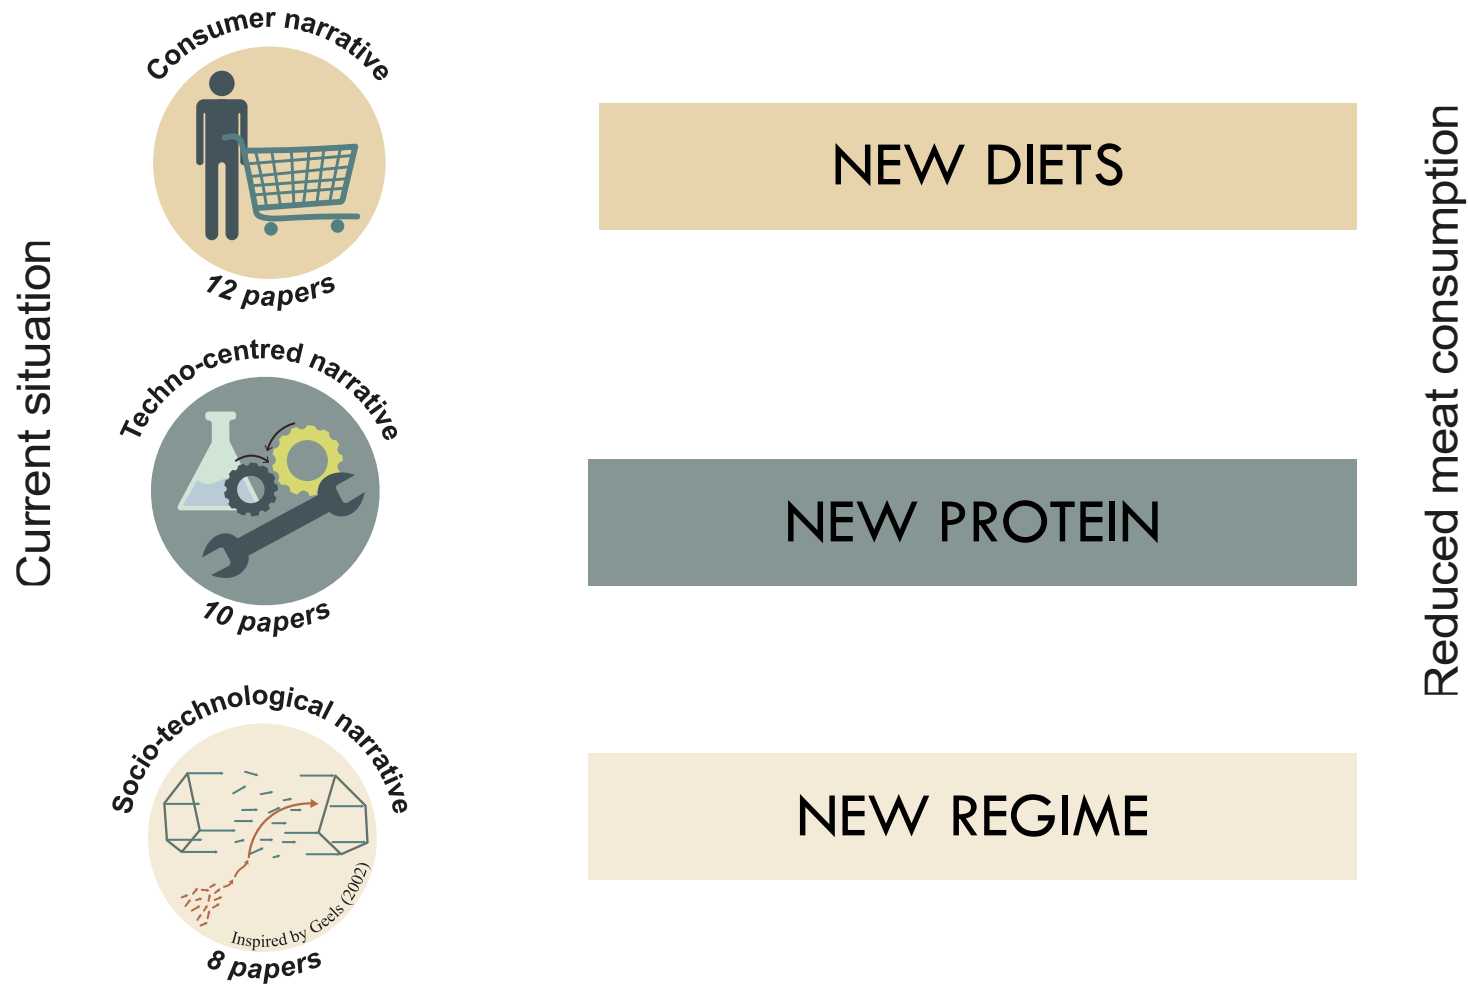 Current situation
Consumer narrative
12 papers
NEW DIETS
Techno-centred narrative
10 papers
NEW PROTEIN
Socio-technological narrative
Inspired by Geels (2002)
8 papers
NEW REGIME
Reduced meat consumption